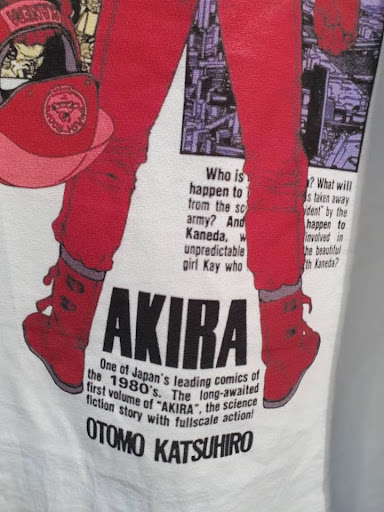 Who is ? What will
happen to s taken away
from the sc ident" by the
army? And happen to
Kaneda, w involved in
unpredictable he beautiful
girl Kay who th Kaneda?
AKIRA
One of Japan's leading comics of
the 1980's. The long-awaited
first volume of "AKIRA", the science
fiction story with fullscale action!
OTOMO KATSUHIRO